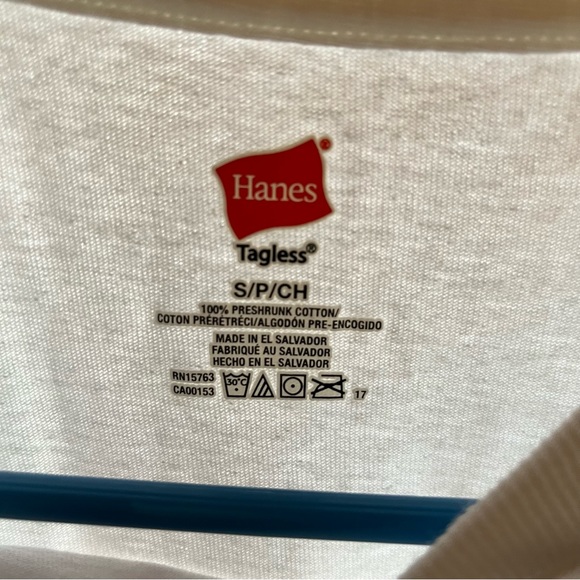 Hanes®
Tagless®
S/P/CH
100% PRESHRUNK COTTON/
COTON PRÉRÉTRÉCI/ALGODÓN PRE-ENCOGIDO
MADE IN EL SALVADOR
FABRIQUÉ AU SALVADOR
HECHO EN EL SALVADOR
RN15763
CA00153
30°C
17